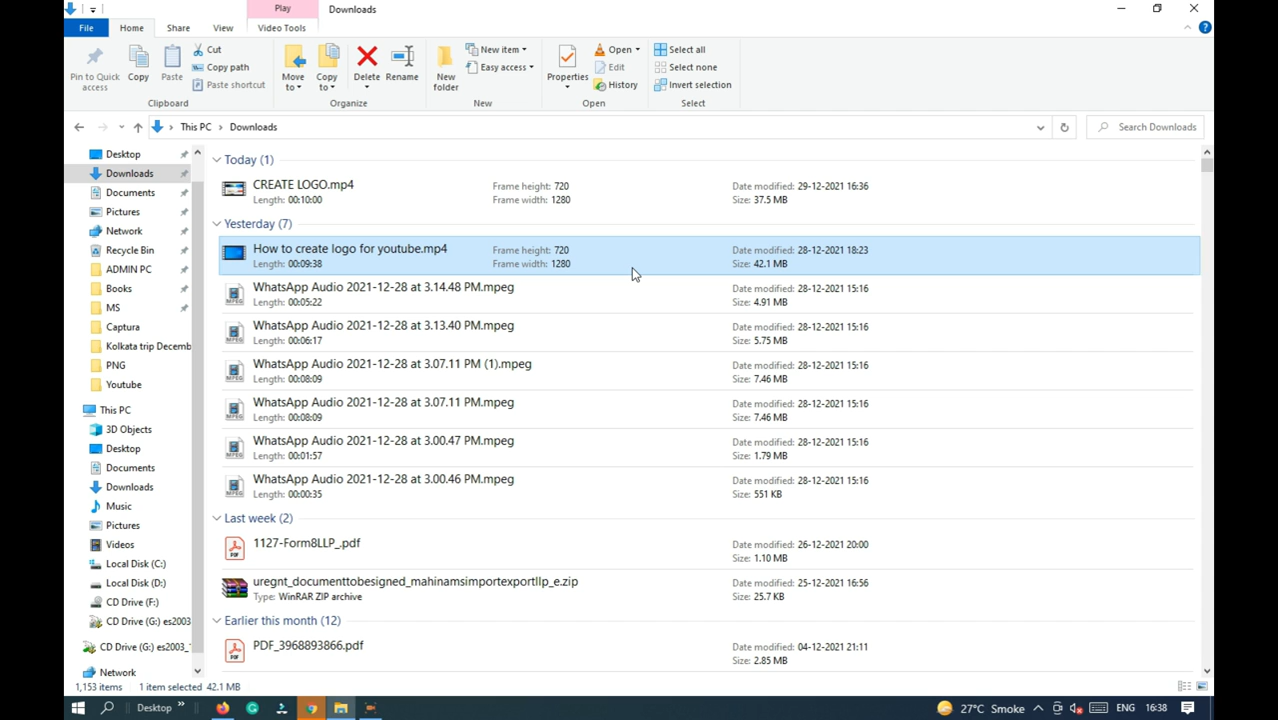 Play
Downloads
File
Home
Share
View
Video Tools
Pin to Quick access
Copy
Paste
Cut
Copy path
Paste shortcut
Clipboard
Move to
Copy to
Delete
Rename
Organize
New folder
New item
Easy access
New
Properties
Open
Edit
History
Open
Select all
Select none
Invert selection
Select
This PC > Downloads
Search Downloads
Desktop
Downloads
Documents
Pictures
Network
Recycle Bin
ADMIN PC
Books
MS
Captura
Kolkata trip Decemb
PNG
Youtube
This PC
3D Objects
Desktop
Documents
Downloads
Music
Pictures
Videos
Local Disk (C:)
Local Disk (D:)
CD Drive (F:)
CD Drive (G:) es2003
CD Drive (G:) es2003_
Network
Today (1)
CREATE LOGO.mp4
Length: 00:10:00
Frame height: 720
Frame width: 1280
Date modified: 29-12-2021 16:36
Size: 37.5 MB
Yesterday (7)
How to create logo for youtube.mp4
Length: 00:09:38
Frame height: 720
Frame width: 1280
Date modified: 28-12-2021 18:23
Size: 42.1 MB
WhatsApp Audio 2021-12-28 at 3.14.48 PM.mpeg
Length: 00:05:22
Date modified: 28-12-2021 15:16
Size: 4.91 MB
WhatsApp Audio 2021-12-28 at 3.13.40 PM.mpeg
Length: 00:06:17
Date modified: 28-12-2021 15:16
Size: 5.75 MB
WhatsApp Audio 2021-12-28 at 3.07.11 PM (1).mpeg
Length: 00:08:09
Date modified: 28-12-2021 15:16
Size: 7.46 MB
WhatsApp Audio 2021-12-28 at 3.07.11 PM.mpeg
Length: 00:08:09
Date modified: 28-12-2021 15:16
Size: 7.46 MB
WhatsApp Audio 2021-12-28 at 3.00.47 PM.mpeg
Length: 00:01:57
Date modified: 28-12-2021 15:16
Size: 1.79 MB
WhatsApp Audio 2021-12-28 at 3.00.46 PM.mpeg
Length: 00:00:35
Date modified: 28-12-2021 15:16
Size: 551 KB
Last week (2)
1127-Form8LLP_.pdf
Date modified: 26-12-2021 20:00
Size: 1.10 MB
uregnt_documenttobesigned_mahinamsimportexportllp_e.zip
Type: WinRAR ZIP archive
Date modified: 25-12-2021 16:56
Size: 25.7 KB
Earlier this month (12)
PDF_3968893866.pdf
Date modified: 04-12-2021 21:11
Size: 2.85 MB
1,153 items
1 item selected 42.1 MB
Desktop
27°C Smoke
ENG
16:38